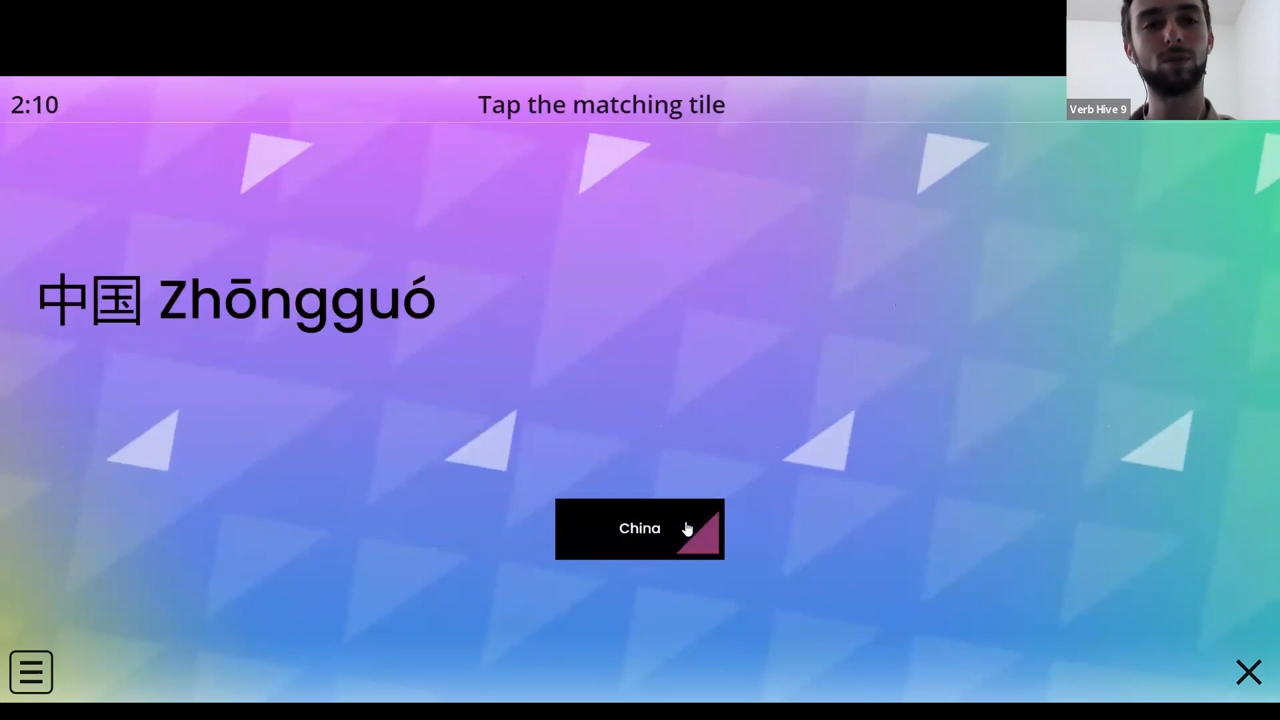 Verb Hive 9
2:10
Tap the matching tile
中国 Zhōngguó
China